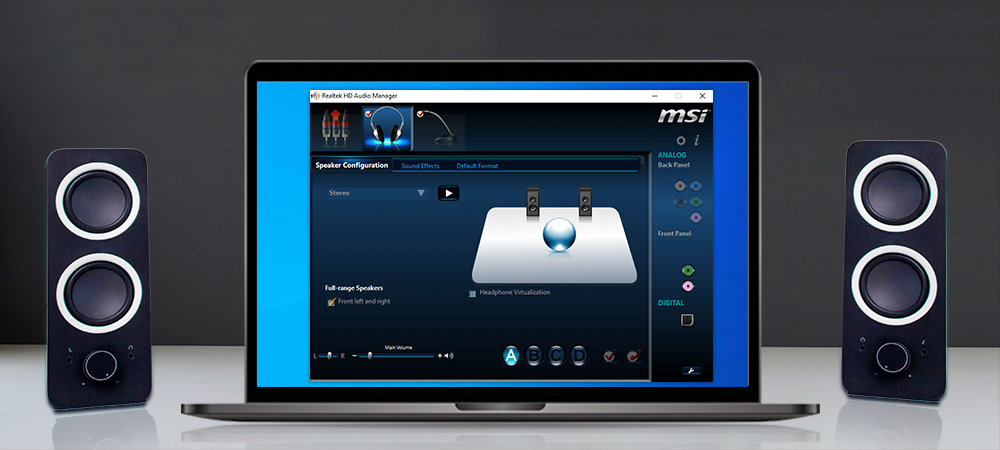 Realtek HD Audio Manager
msi
i
ANALOG
Back Panel
Speaker Configuration
Sound Effects
Default Format
Stereo
Front Panel
Full-range Speakers
Front left and right
Headphone Virtualization
DIGITAL
Main Volume
L
R
A
B
C
D